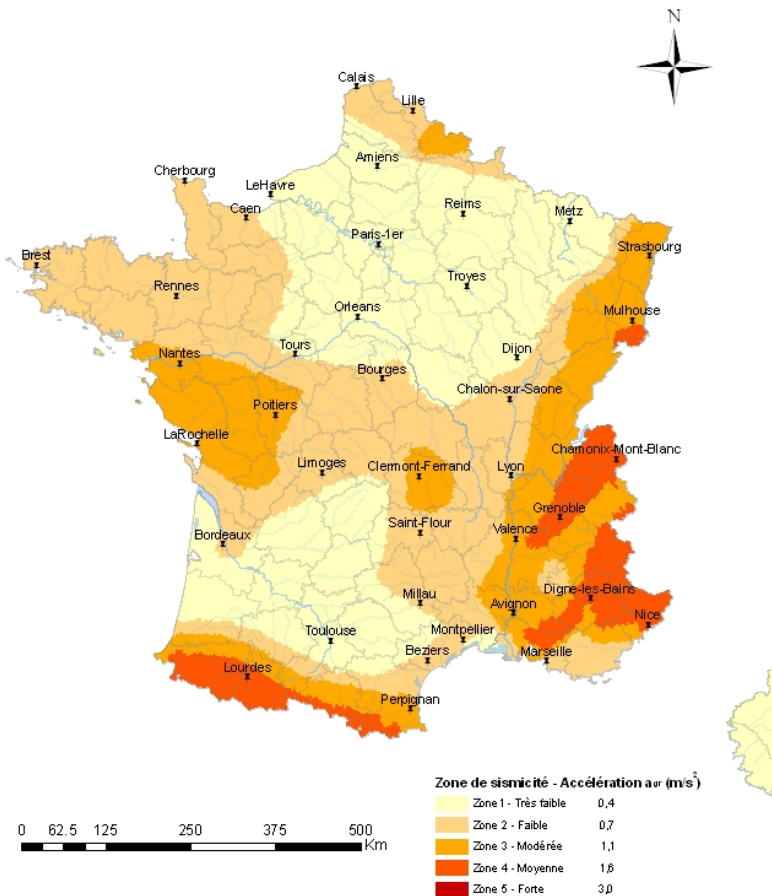 N
Calais
Lille
Amiens
Cherbourg
LeHavre
Caen
Reims
Metz
Paris-1er
Strasbourg
Brest
Rennes
Troyes
Orleans
Mulhouse
Tours
Dijon
Nantes
Bourges
Chalon-sur-Saone
Poitiers
LaRochelle
Limoges
Clermont-Ferrand
Lyon
Chamonix-Mont-Blanc
Grenoble
Saint-Flour
Valence
Bordeaux
Millau
Digne-les-Bains
Avignon
Nice
Toulouse
Montpellier
Beziers
Marseille
Lourdes
Perpignan
Zone de sismicité - Accélération agr (m/s²)
Zone 1 - Très faible 0,4
Zone 2 - Faible 0,7
Zone 3 - Modérée 1,1
Zone 4 - Moyenne 1,6
Zone 5 - Forte 3,0
0 62.5 125 250 375 500
Km